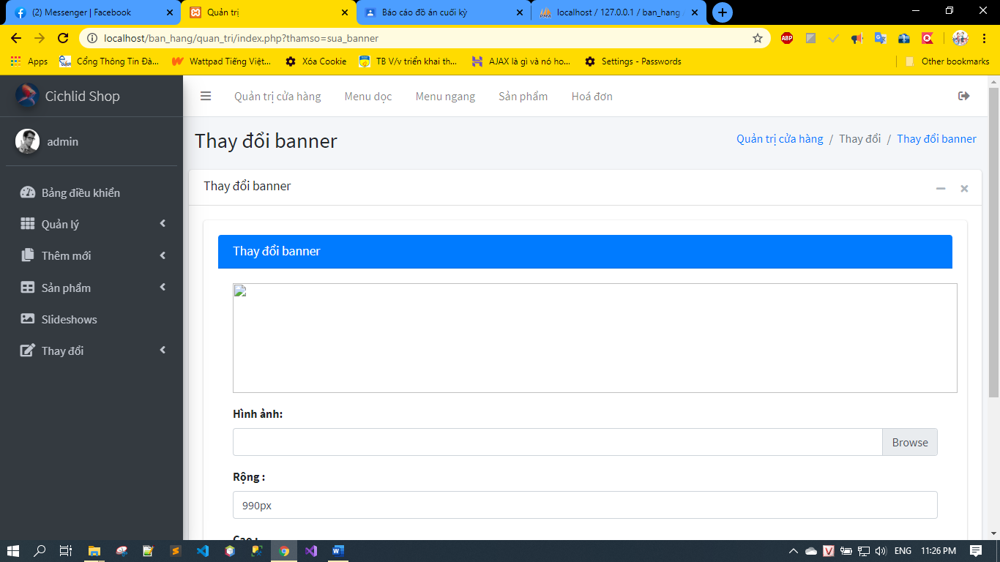 (2) Messenger | Facebook
Quản trị
Báo cáo đồ án cuối kỳ
localhost / 127.0.0.1 / ban_hang
localhost/ban_hang/quan_tri/index.php?thamso=sua_banner
ABP
Apps
Cổng Thông Tin Đà...
Wattpad Tiếng Việt...
Xóa Cookie
TB V/v triển khai th...
AJAX là gì và nó ho...
Settings - Passwords
Other bookmarks
Cichlid Shop
Quản trị cửa hàng
Menu dọc
Menu ngang
Sản phẩm
Hoá đơn
admin
Thay đổi banner
Quản trị cửa hàng / Thay đổi / Thay đổi banner
Bảng điều khiển
Quản lý
Thêm mới
Sản phẩm
Slideshows
Thay đổi
Thay đổi banner
Thay đổi banner
Hình ảnh:
Browse
Rộng :
990px
Cao :
ENG
11:26 PM